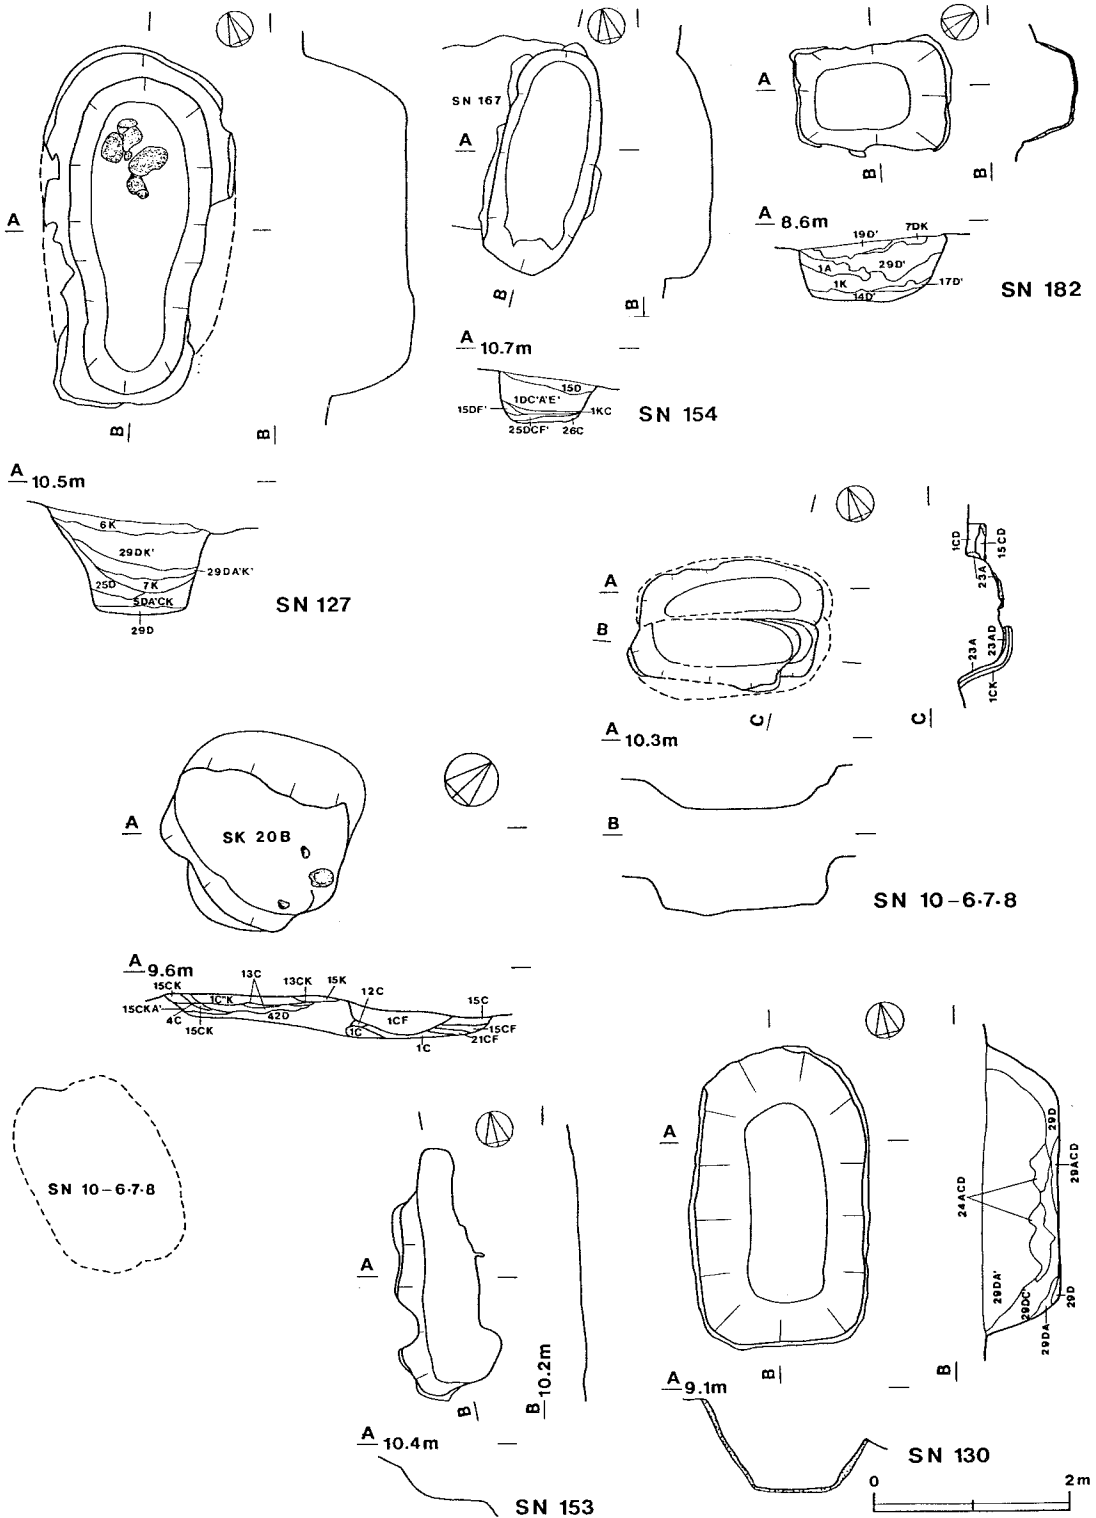 A
B
B
A 10.5m
6K
29DK'
29DA'K'
25D
7K
5DA'CK
29D
SN 127
SN 167
A
B
B
A 10.7m
15D
1DC'A'E'
15DF'
1KC
25DCF'
26C
SN 154
A
B
B
A 8.6m
19D'
7DK
1A
29D'
1K
17D'
14D'
SN 182
A
B
C
C
1CD
15CD
23A
23A
23AD
1CK
A 10.3m
B
SN 10-6·7·8
A
SK 20B
A 9.6m
15CK
13C
13CK
15K
12C
15C
1C"K
15CKA'
4C
15CK
42D
1C
1CF
1C
15CF
21CF
SN 10-6·7·8
A
B
B 10.2m
A 10.4m
SN 153
A
B
B
29D
29ACD
24ACD
29DA'
29DC'
29DA
29D
A 9.1m
SN 130
0 2m